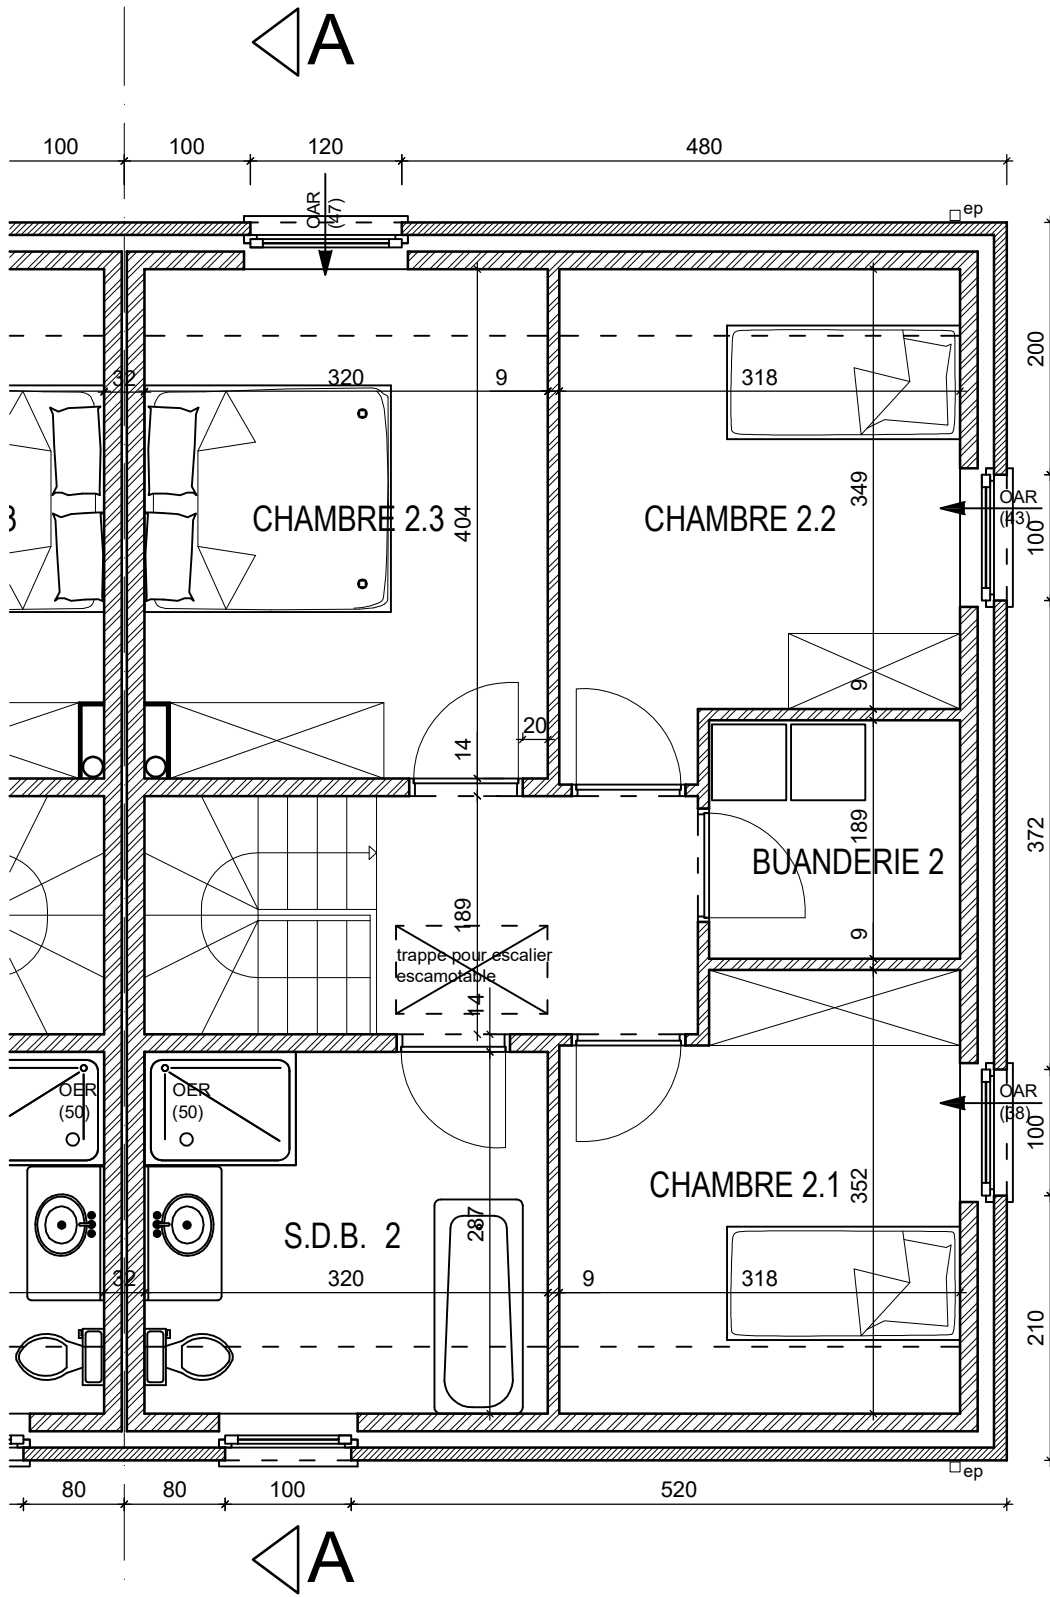 A
100
100
120
480
OAR
(47)
ep
32
320
9
318
200
CHAMBRE 2.3
404
CHAMBRE 2.2
349
OAR
(43)
100
3
9
20
14
189
BUANDERIE 2
372
189
9
trappe pour escalier
escamotable
14
OER
(50)
OER
(50)
OAR
(38)
100
CHAMBRE 2.1
352
S.D.B. 2
287
32
320
9
318
210
ep
80
80
100
520
A